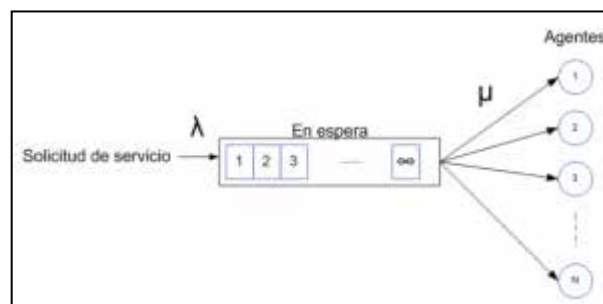 Agentes
λ
μ
1
En espera
Solicitud de servicio
1 2 3 ∞
2
3
N